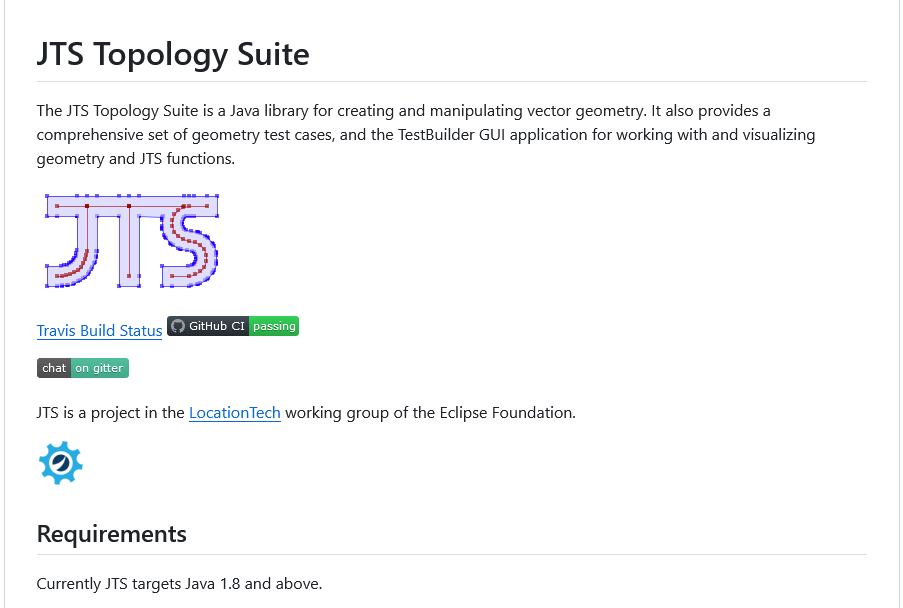 JTS Topology Suite
The JTS Topology Suite is a Java library for creating and manipulating vector geometry. It also provides a
comprehensive set of geometry test cases, and the TestBuilder GUI application for working with and visualizing
geometry and JTS functions.
JTS
Travis Build Status GitHub CI passing
chat on gitter
JTS is a project in the LocationTech working group of the Eclipse Foundation.
Requirements
Currently JTS targets Java 1.8 and above.